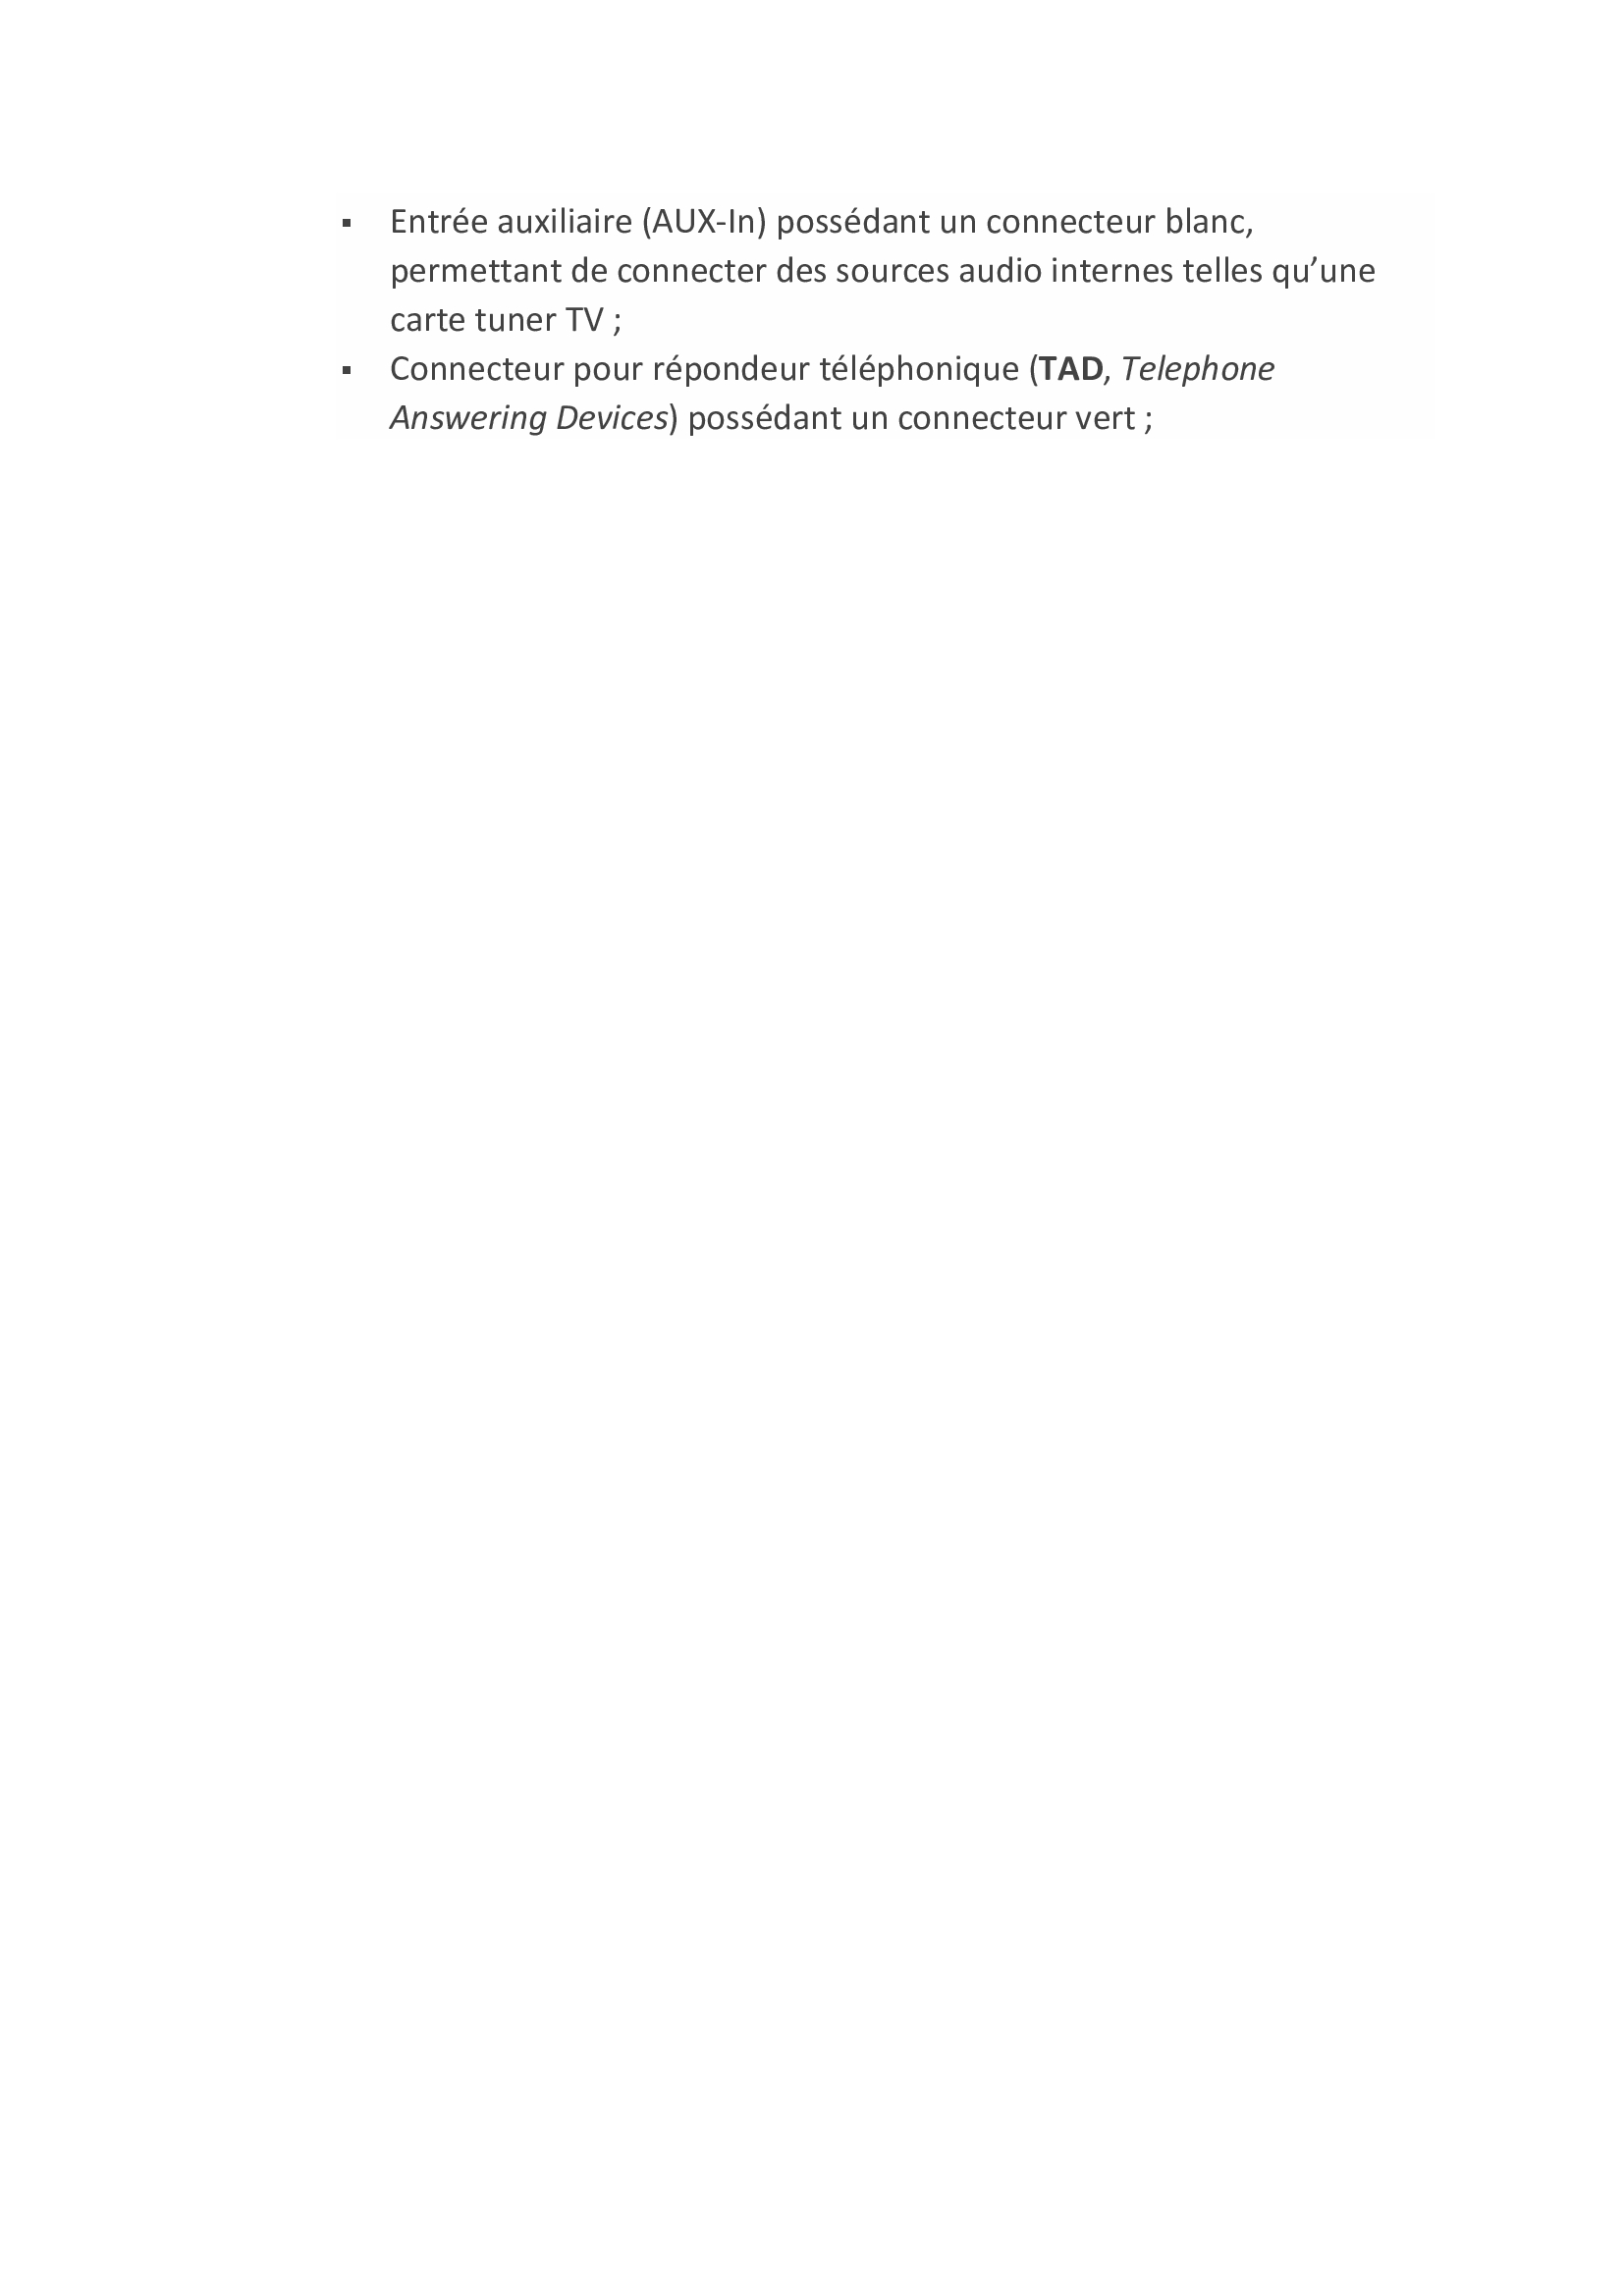 ▪ Entrée auxiliaire (AUX-In) possédant un connecteur blanc,
permettant de connecter des sources audio internes telles qu’une
carte tuner TV ;
▪ Connecteur pour répondeur téléphonique (TAD, Telephone
Answering Devices) possédant un connecteur vert ;